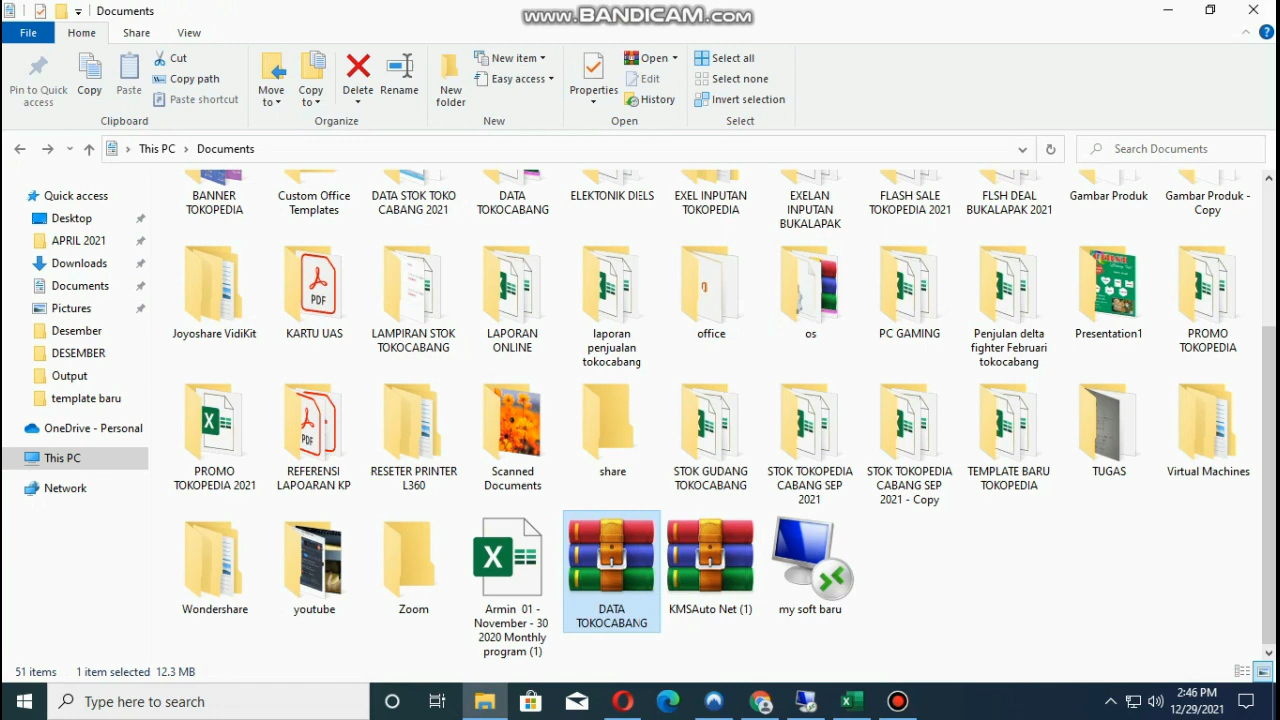 Documents
www.BANDICAM.com
File
Home
Share
View
Pin to Quick
access
Copy
Paste
Cut
Copy path
Paste shortcut
Clipboard
Move
to
Copy
to
Delete
Rename
Organize
New
folder
New item
Easy access
New
Properties
Open
Edit
History
Open
Select all
Select none
Invert selection
Select
This PC
Documents
Search Documents
Quick access
Desktop
APRIL 2021
Downloads
Documents
Pictures
Desember
DESEMBER
Output
template baru
OneDrive - Personal
This PC
Network
BANNER
TOKOPEDIA
Custom Office
Templates
DATA STOK TOKO
CABANG 2021
DATA
TOKOCABANG
ELEKTONIK DIELS
EXEL INPUTAN
TOKOPEDIA
EXELAN
INPUTAN
BUKALAPAK
FLASH SALE
TOKOPEDIA 2021
FLSH DEAL
BUKALAPAK 2021
Gambar Produk
Gambar Produk -
Copy
Joyoshare VidiKit
PDF
KARTU UAS
LAMPIRAN STOK
TOKOCABANG
LAPORAN
ONLINE
laporan
penjualan
tokocabang
office
os
PC GAMING
Penjulan delta
fighter Februari
tokocabang
Presentation1
PROMO
TOKOPEDIA
X
PROMO
TOKOPEDIA 2021
PDF
REFERENSI
LAPOARAN KP
RESETER PRINTER
L360
Scanned
Documents
share
STOK GUDANG
TOKOCABANG
STOK TOKOPEDIA
CABANG SEP
2021
STOK TOKOPEDIA
CABANG SEP
2021 - Copy
TEMPLATE BARU
TOKOPEDIA
TUGAS
Virtual Machines
Wondershare
youtube
Zoom
X
Armin 01 -
November - 30
2020 Monthly
program (1)
DATA
TOKOCABANG
KMSAuto Net (1)
my soft baru
51 items
1 item selected 12.3 MB
Type here to search
2:46 PM
12/29/2021